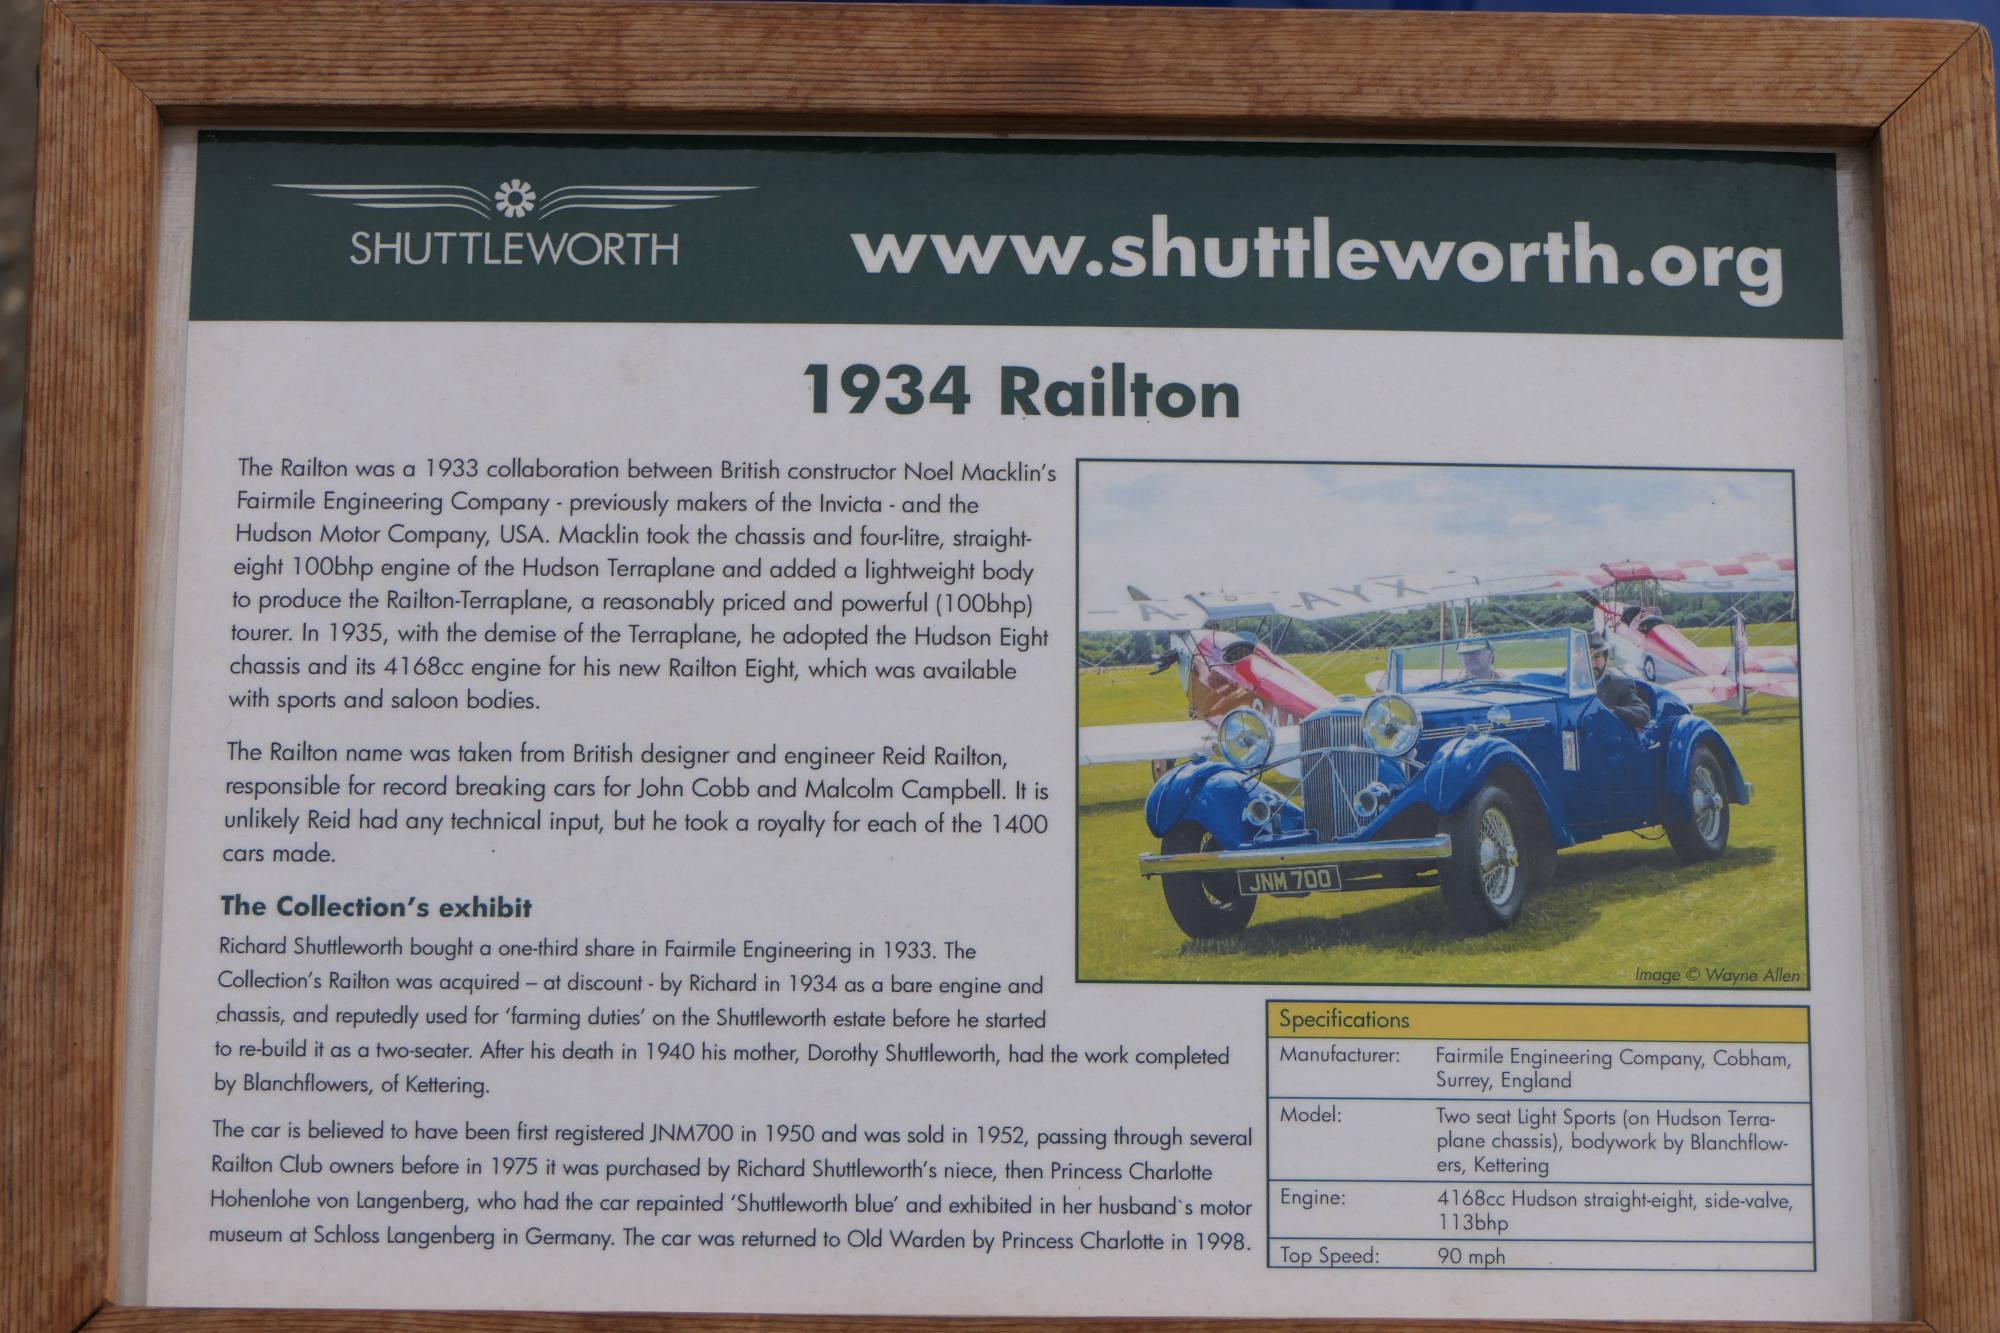 SHUTTLEWORTH
www.shuttleworth.org
1934 Railton
The Railton was a 1933 collaboration between British constructor Noel Macklin's
Fairmile Engineering Company - previously makers of the Invicta - and the
Hudson Motor Company, USA. Macklin took the chassis and four-litre, straight-
eight 100bhp engine of the Hudson Terraplane and added a lightweight body
to produce the Railton-Terraplane, a reasonably priced and powerful (100bhp)
tourer. In 1935, with the demise of the Terraplane, he adopted the Hudson Eight
chassis and its 4168cc engine for his new Railton Eight, which was available
with sports and saloon bodies.
The Railton name was taken from British designer and engineer Reid Railton,
responsible for record breaking cars for John Cobb and Malcolm Campbell. It is
unlikely Reid had any technical input, but he took a royalty for each of the 1400
cars made.
The Collection's exhibit
Richard Shuttleworth bought a one-third share in Fairmile Engineering in 1933. The
Collection's Railton was acquired – at discount - by Richard in 1934 as a bare engine and
chassis, and reputedly used for 'farming duties' on the Shuttleworth estate before he started
to re-build it as a two-seater. After his death in 1940 his mother, Dorothy Shuttleworth, had the work completed
by Blanchflowers, of Kettering.
The car is believed to have been first registered JNM700 in 1950 and was sold in 1952, passing through several
Railton Club owners before in 1975 it was purchased by Richard Shuttleworth's niece, then Princess Charlotte
Hohenlohe von Langenberg, who had the car repainted 'Shuttleworth blue' and exhibited in her husband`s motor
museum at Schloss Langenberg in Germany. The car was returned to Old Warden by Princess Charlotte in 1998.
JNM 700
Image © Wayne Allen
Specifications
Manufacturer: Fairmile Engineering Company, Cobham,
Surrey, England
Model: Two seat Light Sports (on Hudson Terra-
plane chassis), bodywork by Blanchflow-
ers, Kettering
Engine: 4168cc Hudson straight-eight, side-valve,
113bhp
Top Speed: 90 mph